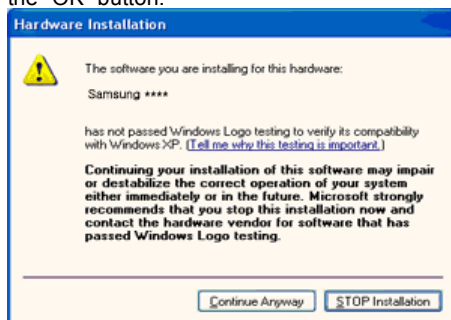 the "OK" button.
Hardware Installation
The software you are installing for this hardware:
Samsung ****
has not passed Windows Logo testing to verify its compatibility
with Windows XP. (Tell me why this testing is important.)
Continuing your installation of this software may impair
or destabilize the correct operation of your system
either immediately or in the future. Microsoft strongly
recommends that you stop this installation now and
contact the hardware vendor for software that has
passed Windows Logo testing.
Continue Anyway STOP Installation